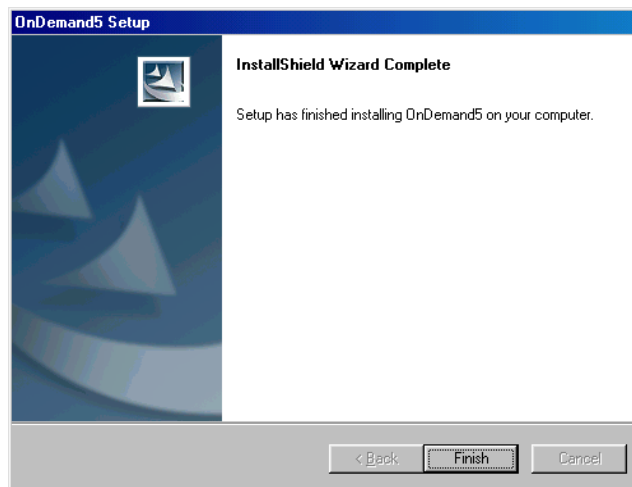 OnDemand5 Setup
InstallShield Wizard Complete
Setup has finished installing OnDemand5 on your computer.
< Back
Finish
Cancel